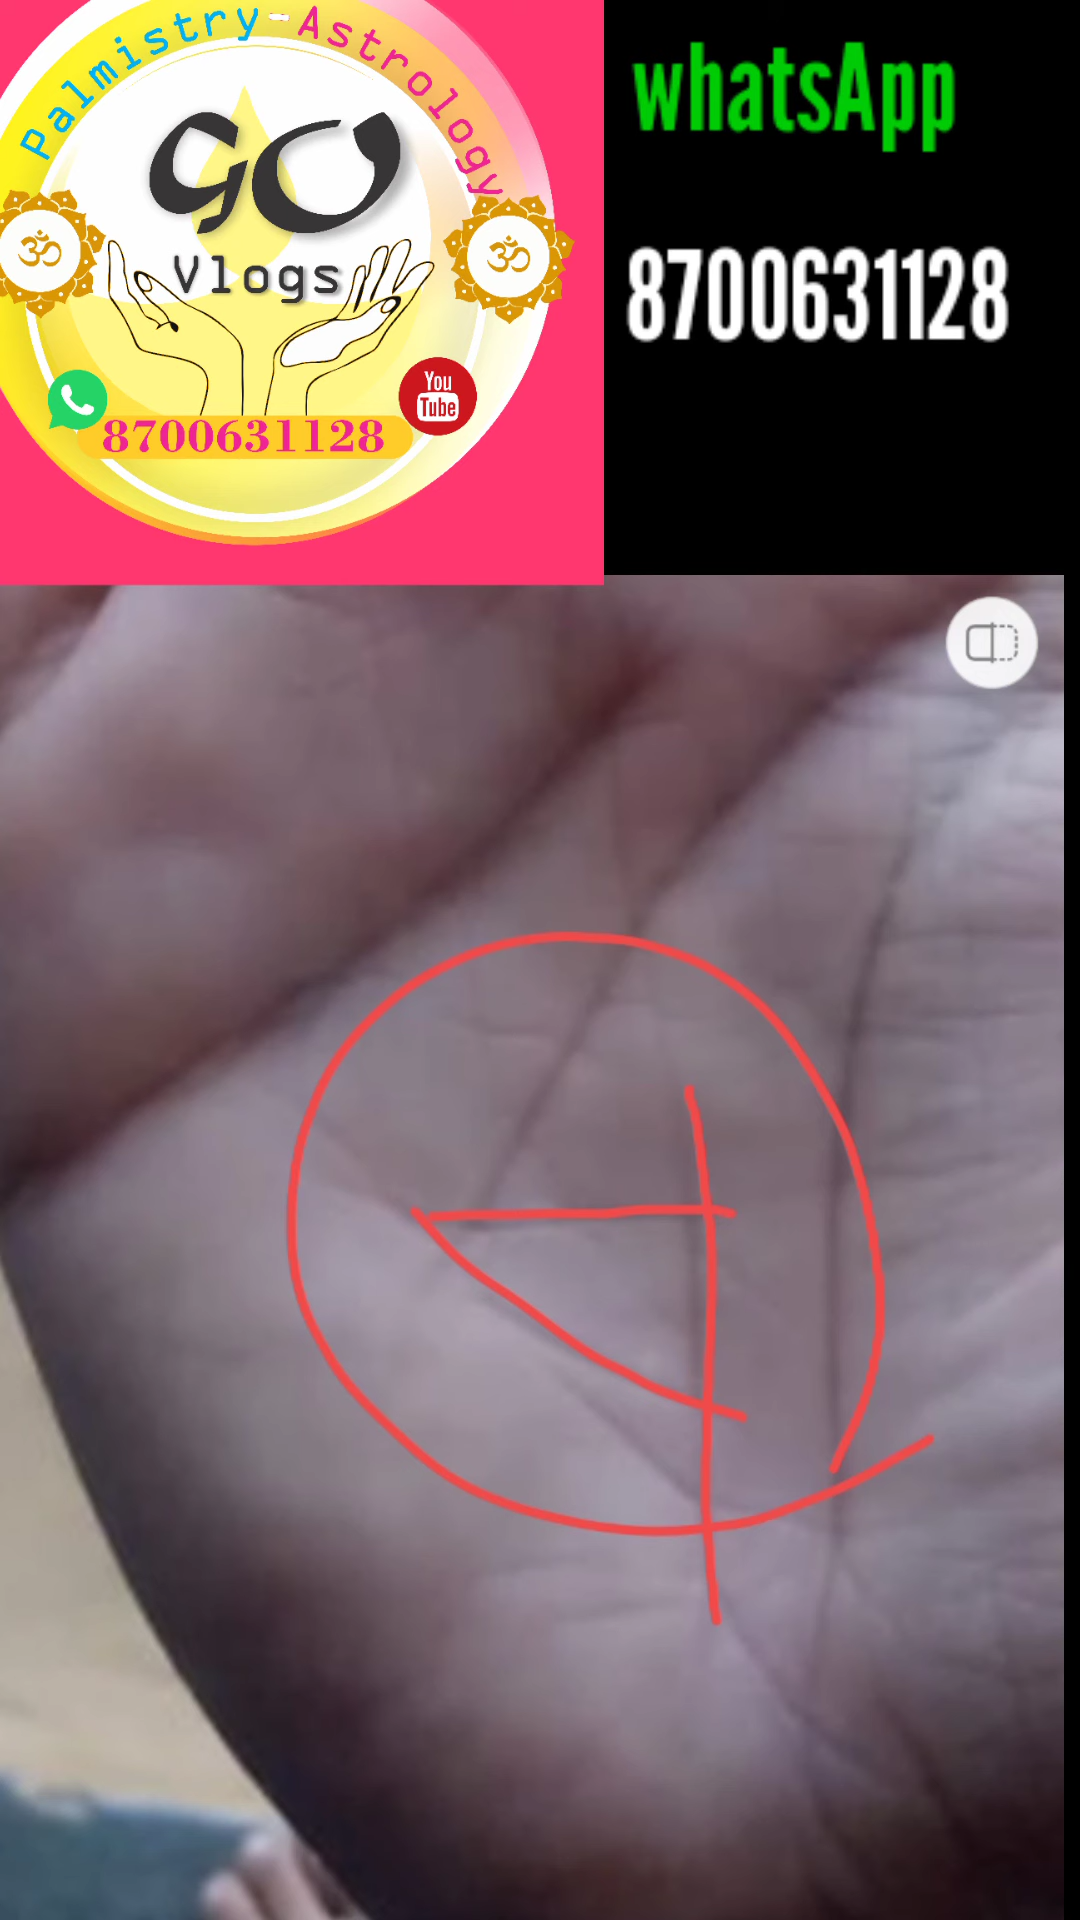 Palmistry-Astrology
GO
Vlogs
ॐ
ॐ
You
Tube
8700631128
whatsApp
8700631128